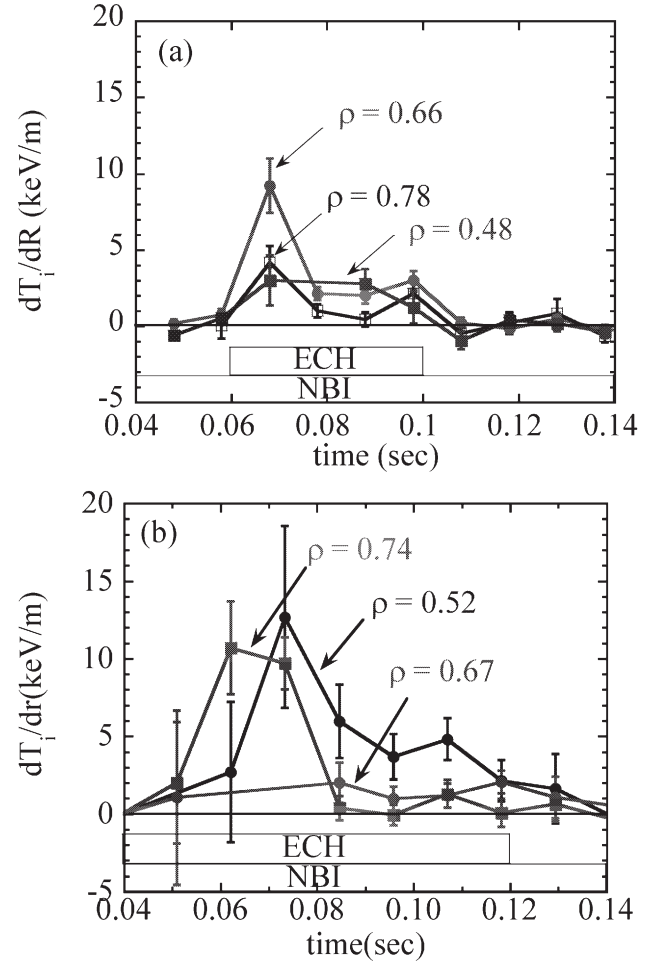 20
(a)
15
ρ = 0.66
10
ρ = 0.78
ρ = 0.48
5
0
ECH
NBI
-5
0.04 0.06 0.08 0.10 0.12 0.14
time (sec)
dTi/dR (keV/m)
20
(b)
ρ = 0.74
15
ρ = 0.52
10
ρ = 0.67
5
0
ECH
NBI
-5
0.04 0.06 0.08 0.10 0.12 0.14
time(sec)
dTi/dr(keV/m)